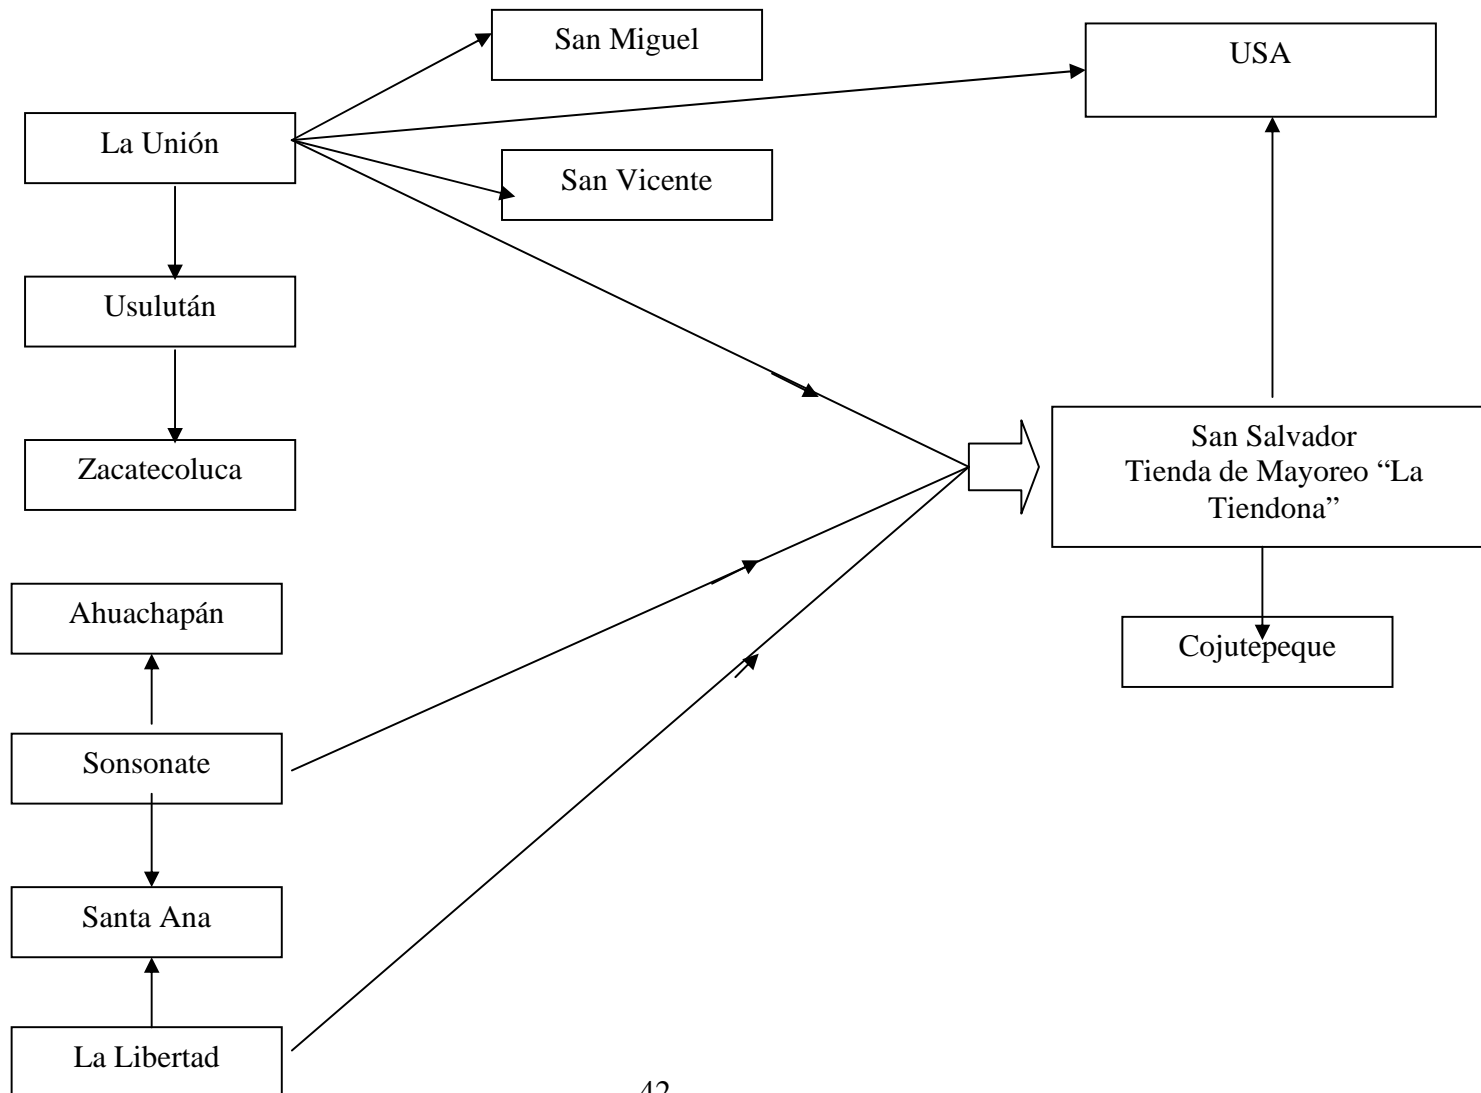 San Miguel
USA
La Unión
San Vicente
Usulután
Zacatecoluca
San Salvador
Tienda de Mayoreo “La
Tiendona”
Ahuachapán
Cojutepeque
Sonsonate
Santa Ana
La Libertad
42